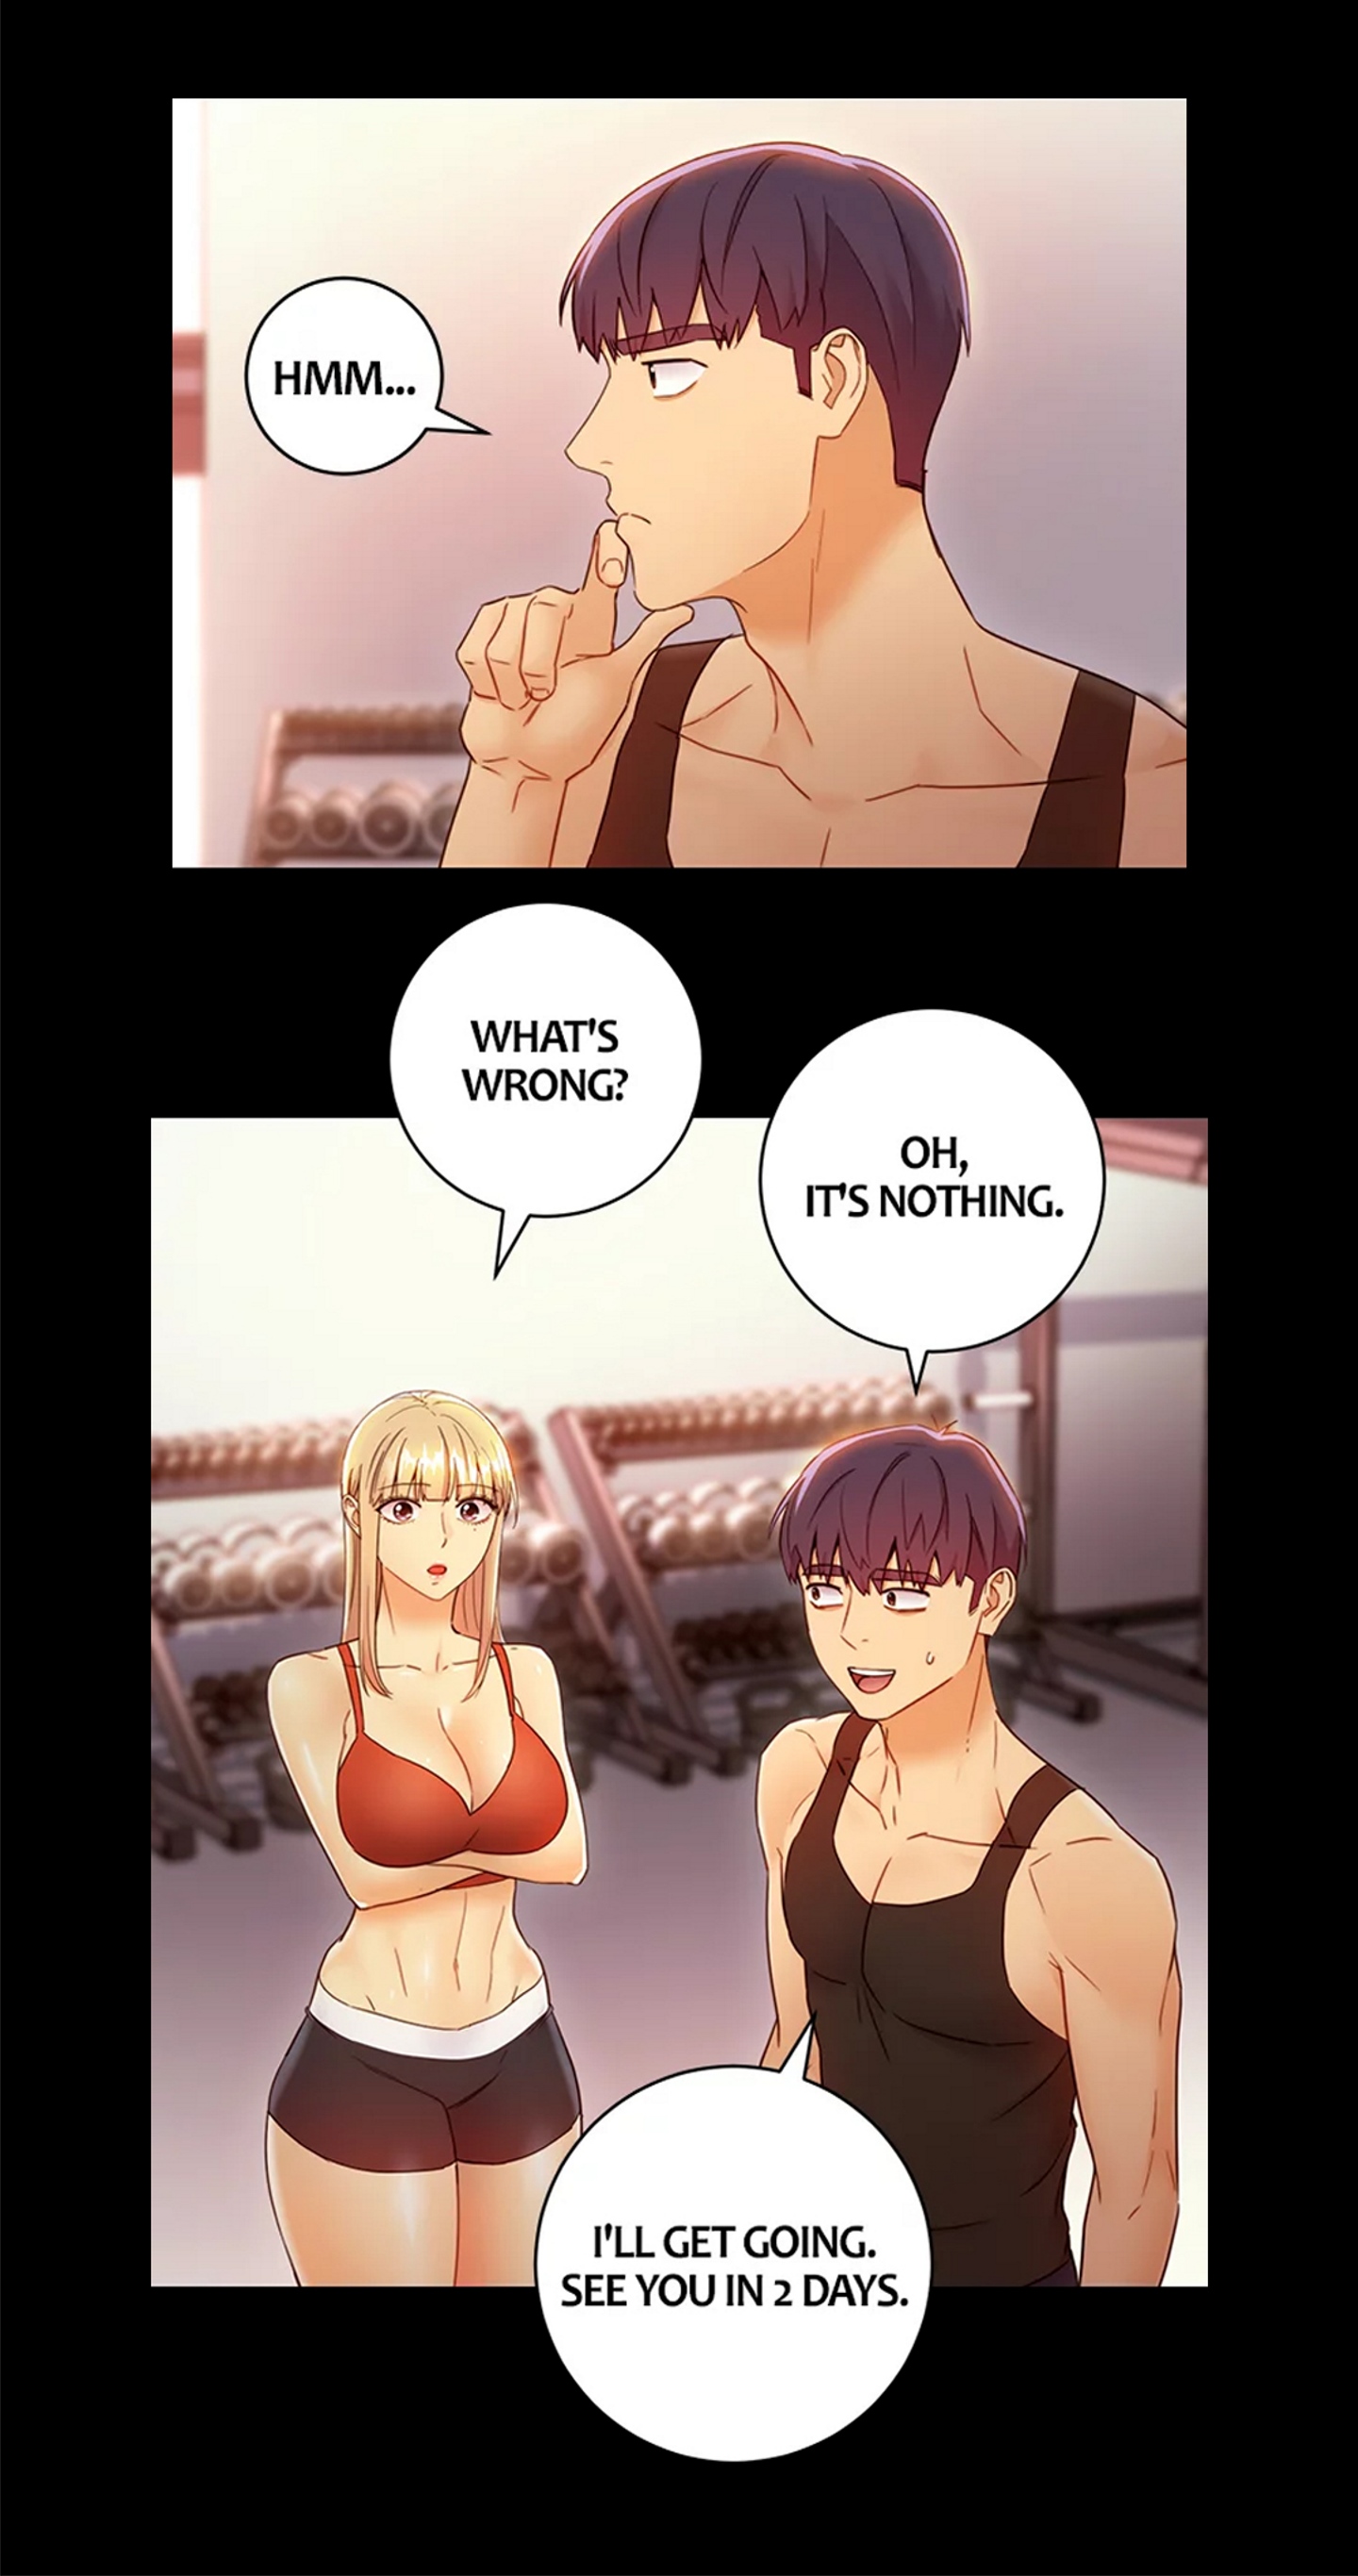 HMM...
WHAT'S
WRONG?
OH,
IT'S NOTHING.
I'LL GET GOING.
SEE YOU IN 2 DAYS.